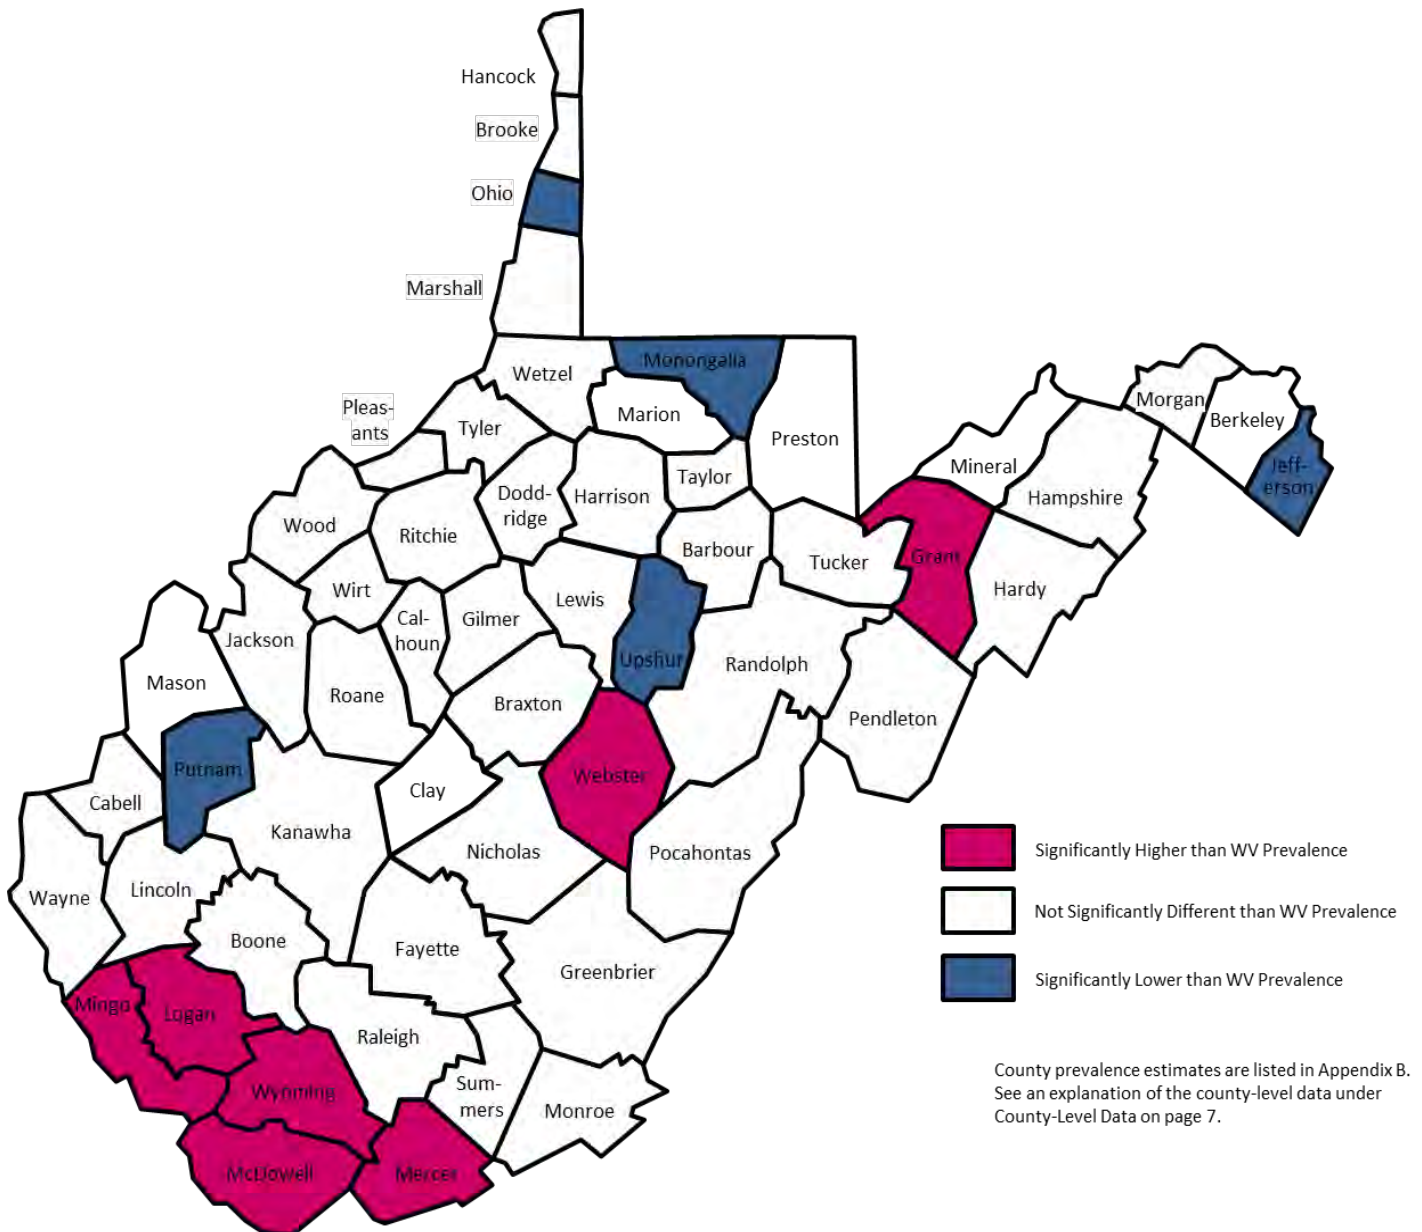 Hancock
Brooke
Ohio
Marshall
Wetzel
Monongalia
Marion
Preston
Pleas-
ants
Tyler
Morgan
Berkeley
Jeff-
erson
Mineral
Hampshire
Taylor
Harrison
Dodd-
ridge
Wood
Ritchie
Barbour
Tucker
Grant
Hardy
Wirt
Cal-
houn
Gilmer
Lewis
Jackson
Upshur
Randolph
Mason
Roane
Braxton
Pendleton
Putnam
Webster
Cabell
Clay
Kanawha
Nicholas
Pocahontas
Wayne
Lincoln
Boone
Fayette
Greenbrier
Mingo
Logan
Raleigh
Wyoming
Sum-
mers
Monroe
McDowell
Mercer
Significantly Higher than WV Prevalence
Not Significantly Different than WV Prevalence
Significantly Lower than WV Prevalence
County prevalence estimates are listed in Appendix B.
See an explanation of the county-level data under
County-Level Data on page 7.